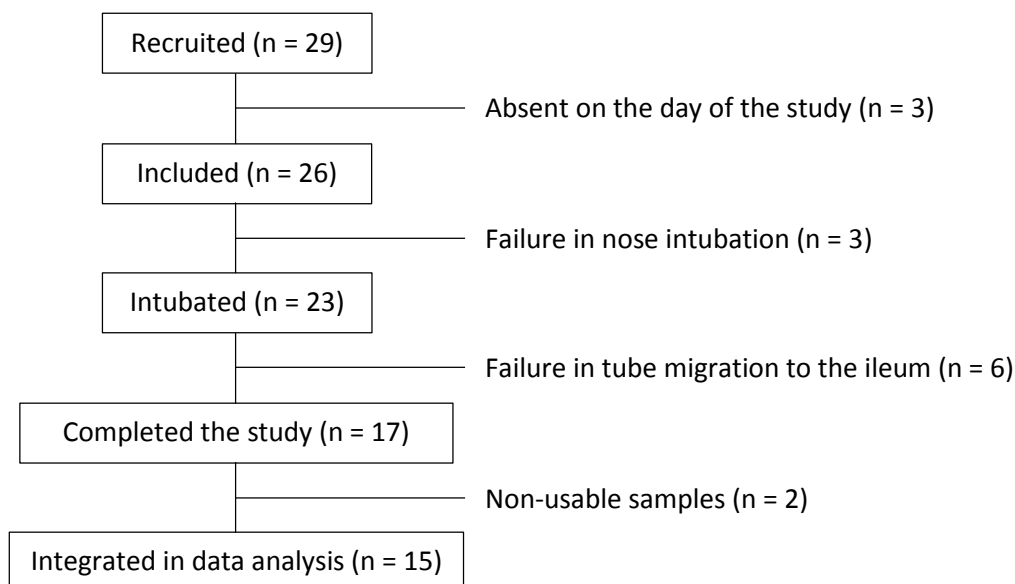 Recruited (n = 29)
Absent on the day of the study (n = 3)
Included (n = 26)
Failure in nose intubation (n = 3)
Intubated (n = 23)
Failure in tube migration to the ileum (n = 6)
Completed the study (n = 17)
Non-usable samples (n = 2)
Integrated in data analysis (n = 15)